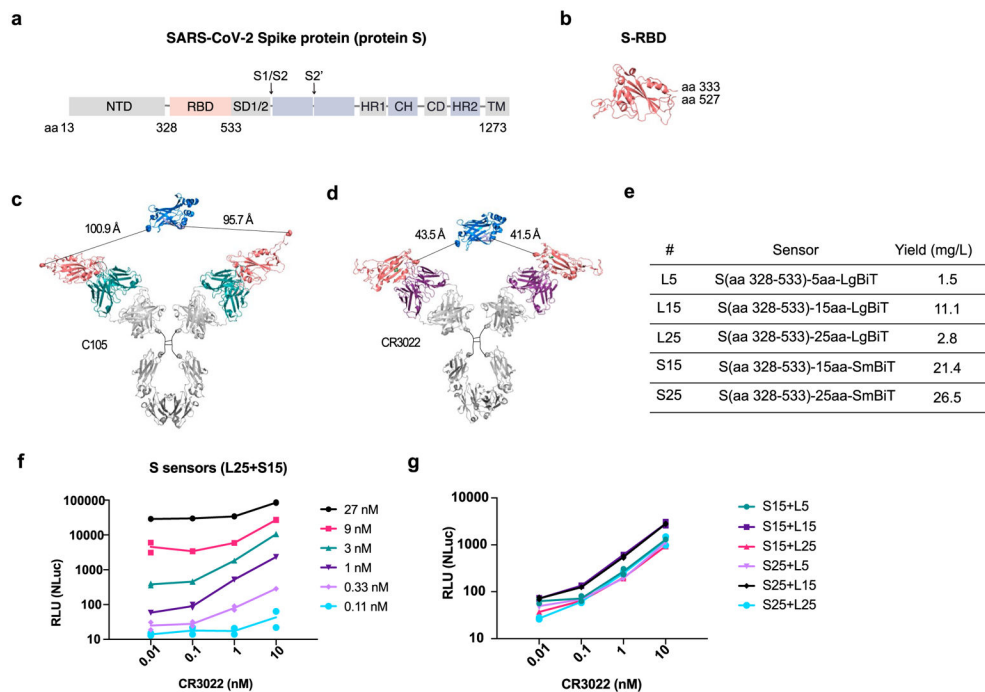 a
SARS-CoV-2 Spike protein (protein S)
S1/S2 S2'
NTD RBD SD1/2 HR1 CH CD HR2 TM
aa 13 328 533 1273
b
S-RBD
aa 333
aa 527
c
100.9 Å 95.7 Å
C105
d
43.5 Å 41.5 Å
CR3022
e
# Sensor Yield (mg/L)
L5 S(aa 328-533)-5aa-LgBiT 1.5
L15 S(aa 328-533)-15aa-LgBiT 11.1
L25 S(aa 328-533)-25aa-LgBiT 2.8
S15 S(aa 328-533)-15aa-SmBiT 21.4
S25 S(aa 328-533)-25aa-SmBiT 26.5
f
S sensors (L25+S15)
RLU (NLuc)
100000
10000
1000
100
10
0.01 0.1 1 10
CR3022 (nM)
27 nM
9 nM
3 nM
1 nM
0.33 nM
0.11 nM
g
RLU (NLuc)
10000
1000
100
10
0.01 0.1 1 10
CR3022 (nM)
S15+L5
S15+L15
S15+L25
S25+L5
S25+L15
S25+L25